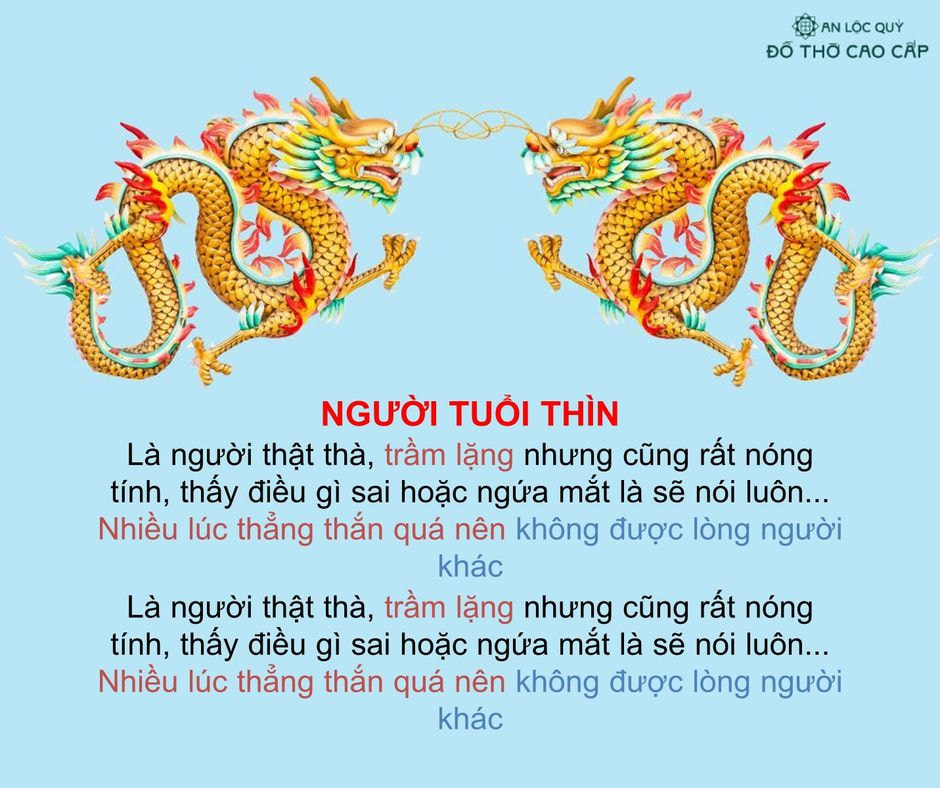 AN LỘC QUÝ
ĐỒ THỜ CAO CẤP
NGƯỜI TUỔI THÌN
Là người thật thà, trầm lặng nhưng cũng rất nóng
tính, thấy điều gì sai hoặc ngứa mắt là sẽ nói luôn...
Nhiều lúc thẳng thắn quá nên không được lòng người
khác
Là người thật thà, trầm lặng nhưng cũng rất nóng
tính, thấy điều gì sai hoặc ngứa mắt là sẽ nói luôn...
Nhiều lúc thẳng thắn quá nên không được lòng người
khác